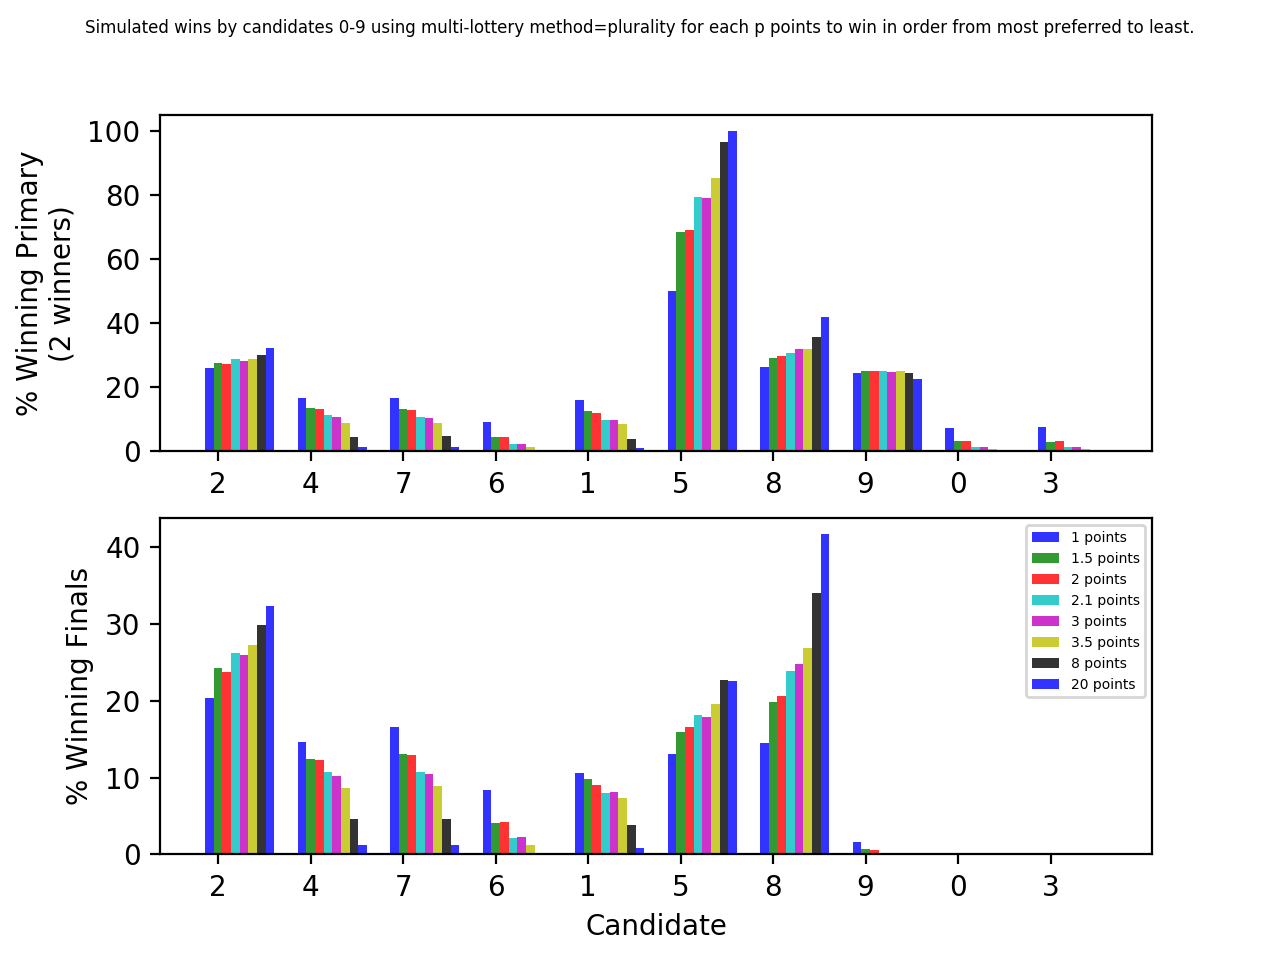 Simulated wins by candidates 0-9 using multi-lottery method=plurality for each p points to win in order from most preferred to least.
% Winning Primary
(2 winners)
100
80
60
40
20
0
2 4 7 6 1 5 8 9 0 3
% Winning Finals
40
30
20
10
0
1 points
1.5 points
2 points
2.1 points
3 points
3.5 points
8 points
20 points
2 4 7 6 1 5 8 9 0 3
Candidate